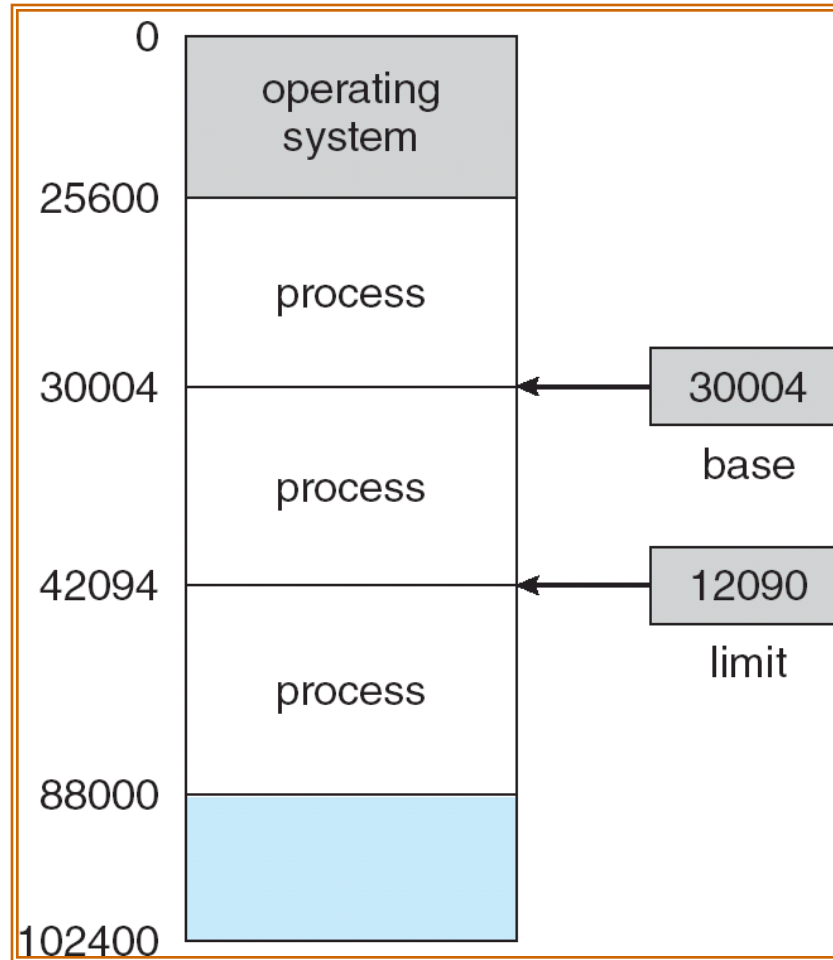 0
operating
system
25600
process
30004
30004
base
process
42094
12090
limit
process
88000
102400